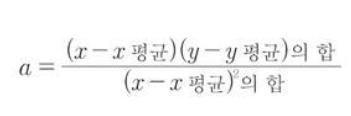 a = (x − x 평균)(y − y 평균)의 합 / (x − x 평균)²의 합